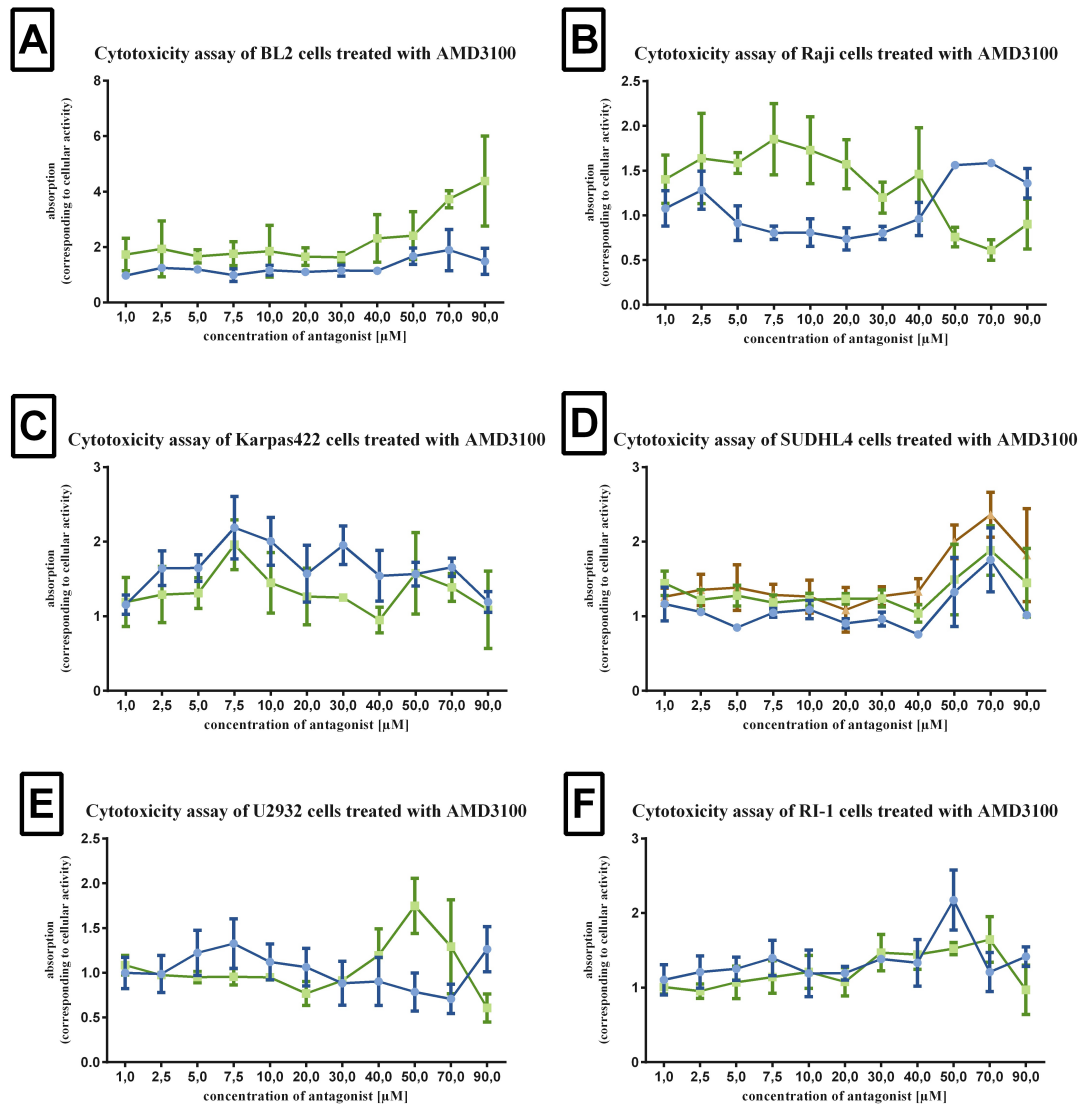 A
Cytotoxicity assay of BL2 cells treated with AMD3100
absorption
(corresponding to cellular activity)
8
6
4
2
0
1,0 2,5 5,0 7,5 10,0 20,0 30,0 40,0 50,0 70,0 90,0
concentration of antagonist [µM]
B
Cytotoxicity assay of Raji cells treated with AMD3100
absorption
(corresponding to cellular activity)
2.5
2.0
1.5
1.0
0.5
0.0
1,0 2,5 5,0 7,5 10,0 20,0 30,0 40,0 50,0 70,0 90,0
concentration of antagonist [µM]
C
Cytotoxicity assay of Karpas422 cells treated with AMD3100
absorption
(corresponding to cellular activity)
3
2
1
0
1,0 2,5 5,0 7,5 10,0 20,0 30,0 40,0 50,0 70,0 90,0
concentration of antagonist [µM]
D
Cytotoxicity assay of SUDHL4 cells treated with AMD3100
absorption
(corresponding to cellular activity)
3
2
1
0
1,0 2,5 5,0 7,5 10,0 20,0 30,0 40,0 50,0 70,0 90,0
concentration of antagonist [µM]
E
Cytotoxicity assay of U2932 cells treated with AMD3100
absorption
(corresponding to cellular activity)
2.5
2.0
1.5
1.0
0.5
0.0
1,0 2,5 5,0 7,5 10,0 20,0 30,0 40,0 50,0 70,0 90,0
concentration of antagonist [µM]
F
Cytotoxicity assay of RI-1 cells treated with AMD3100
absorption
(corresponding to cellular activity)
3
2
1
0
1,0 2,5 5,0 7,5 10,0 20,0 30,0 40,0 50,0 70,0 90,0
concentration of antagonist [µM]